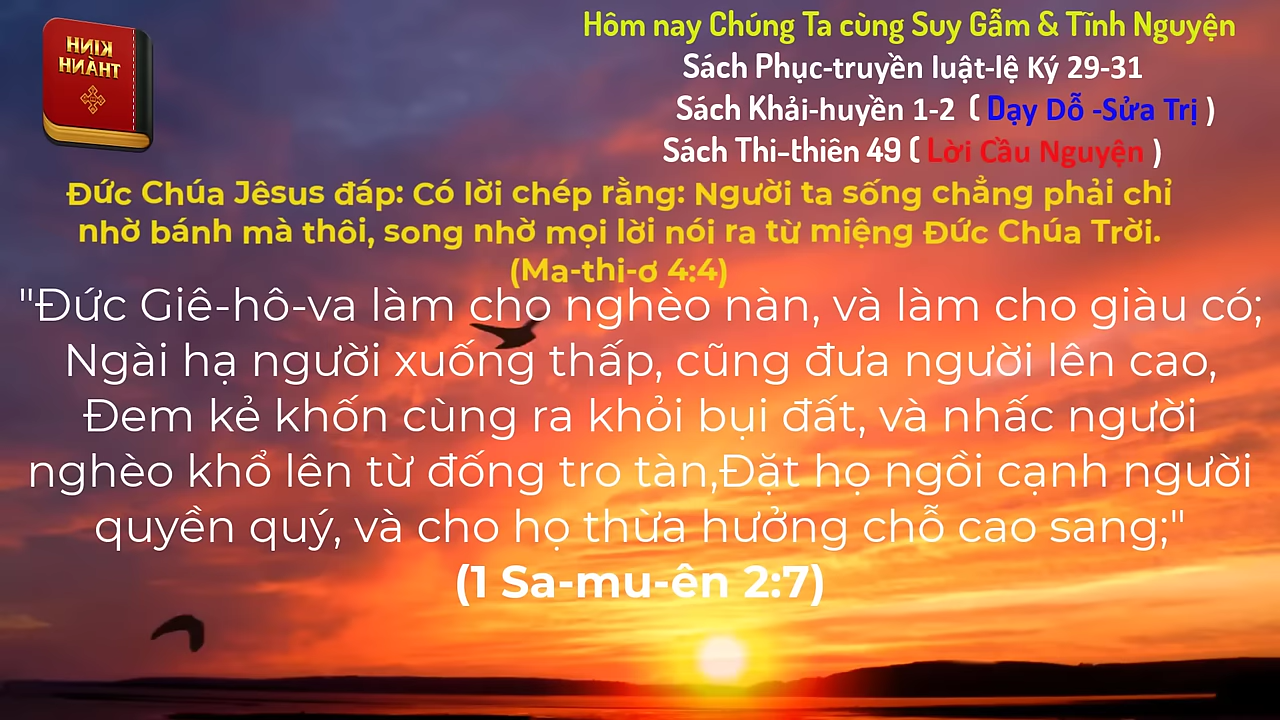 KINH
THÁNH
Hôm nay Chúng Ta cùng Suy Gẫm & Tĩnh Nguyện
Sách Phục-truyền luật-lệ Ký 29-31
Sách Khải-huyền 1-2 ( Dạy Dỗ -Sửa Trị )
Sách Thi-thiên 49 ( Lời Cầu Nguyện )
Đức Chúa Jêsus đáp: Có lời chép rằng: Người ta sống chẳng phải chỉ
nhờ bánh mà thôi, song nhờ mọi lời nói ra từ miệng Đức Chúa Trời.
(Ma-thi-ơ 4:4)
"Đức Giê-hô-va làm cho nghèo nàn, và làm cho giàu có;
Ngài hạ người xuống thấp, cũng đưa người lên cao,
Đem kẻ khốn cùng ra khỏi bụi đất, và nhấc người
nghèo khổ lên từ đống tro tàn,Đặt họ ngồi cạnh người
quyền quý, và cho họ thừa hưởng chỗ cao sang;"
(1 Sa-mu-ên 2:7)